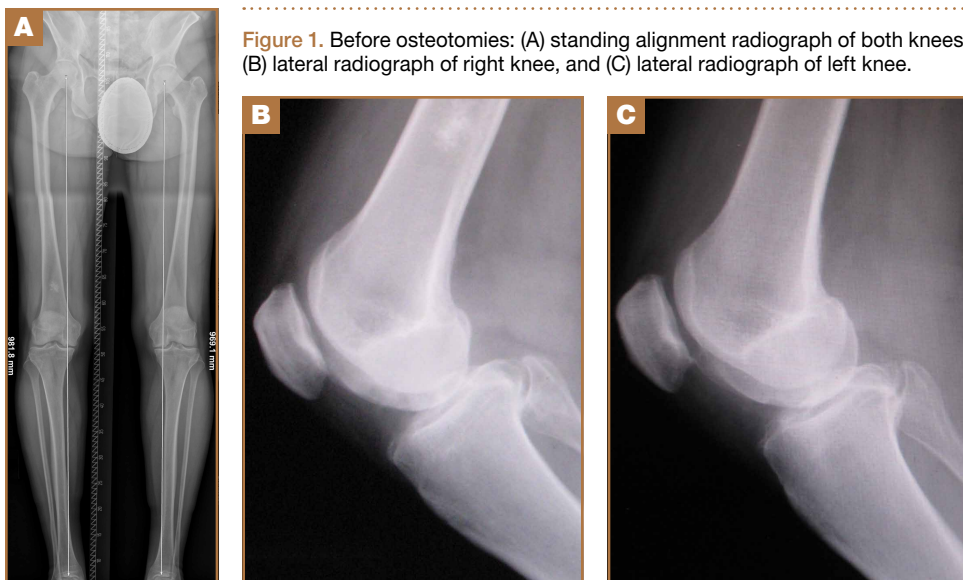 A
Figure 1. Before osteotomies: (A) standing alignment radiograph of both knees
(B) lateral radiograph of right knee, and (C) lateral radiograph of left knee.
B
C
981.8 mm
969.1 mm